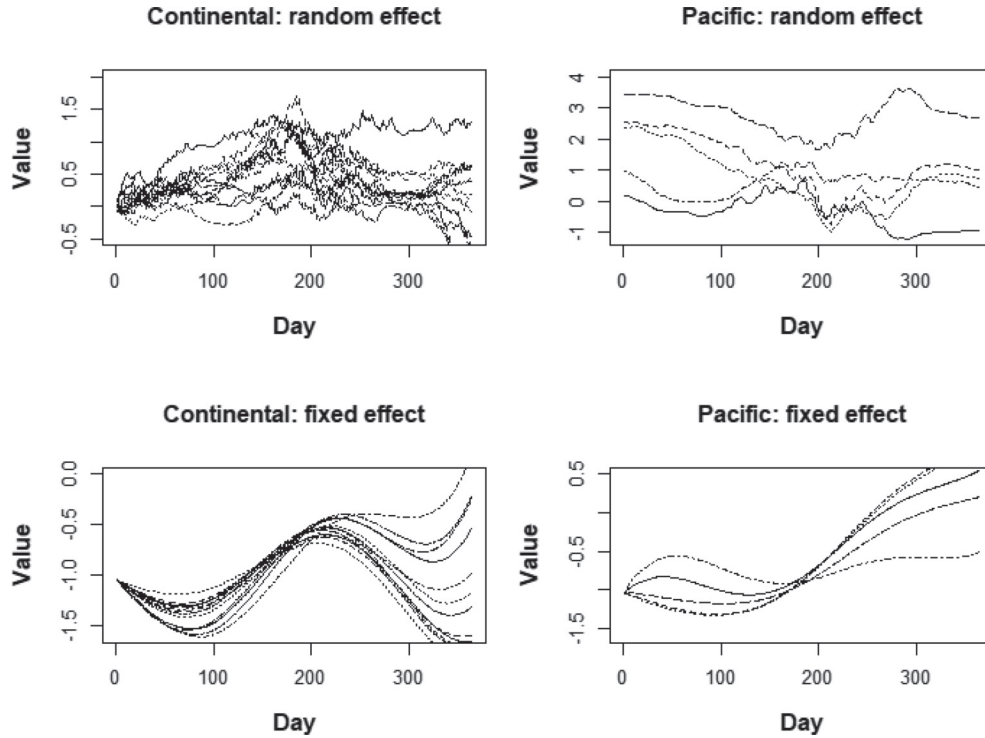 Continental: random effect
Value
-0.5
0.5
1.5
0
100
200
300
Day
Pacific: random effect
Value
-1
0
1
2
3
4
0
100
200
300
Day
Continental: fixed effect
Value
-1.5
-1.0
-0.5
0.0
0
100
200
300
Day
Pacific: fixed effect
Value
-1.5
-0.5
0.5
0
100
200
300
Day